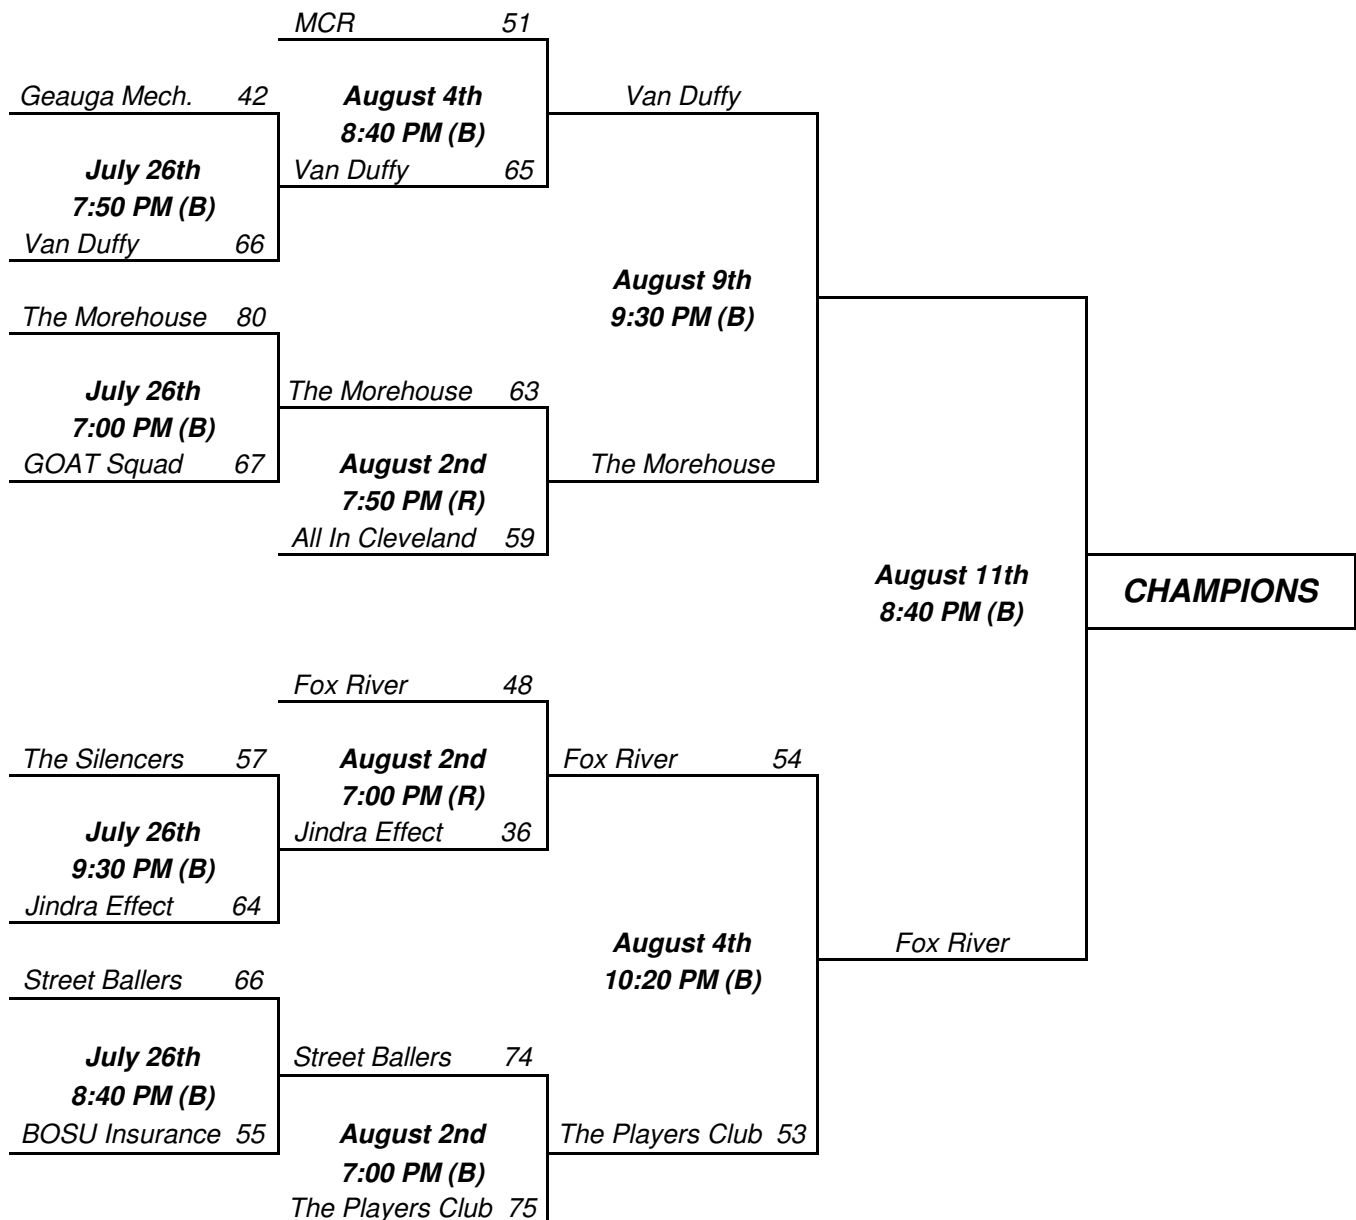 MCR 51
Geauga Mech. 42
August 4th
Van Duffy
8:40 PM (B)
July 26th
Van Duffy 65
7:50 PM (B)
Van Duffy 66
August 9th
The Morehouse 80
9:30 PM (B)
July 26th
The Morehouse 63
7:00 PM (B)
GOAT Squad 67
August 2nd
The Morehouse
7:50 PM (R)
All In Cleveland 59
August 11th
8:40 PM (B)
CHAMPIONS
Fox River 48
The Silencers 57
August 2nd
Fox River 54
7:00 PM (R)
July 26th
Jindra Effect 36
9:30 PM (B)
Jindra Effect 64
August 4th
Fox River
Street Ballers 66
10:20 PM (B)
July 26th
Street Ballers 74
8:40 PM (B)
BOSU Insurance 55
August 2nd
The Players Club 53
7:00 PM (B)
The Players Club 75